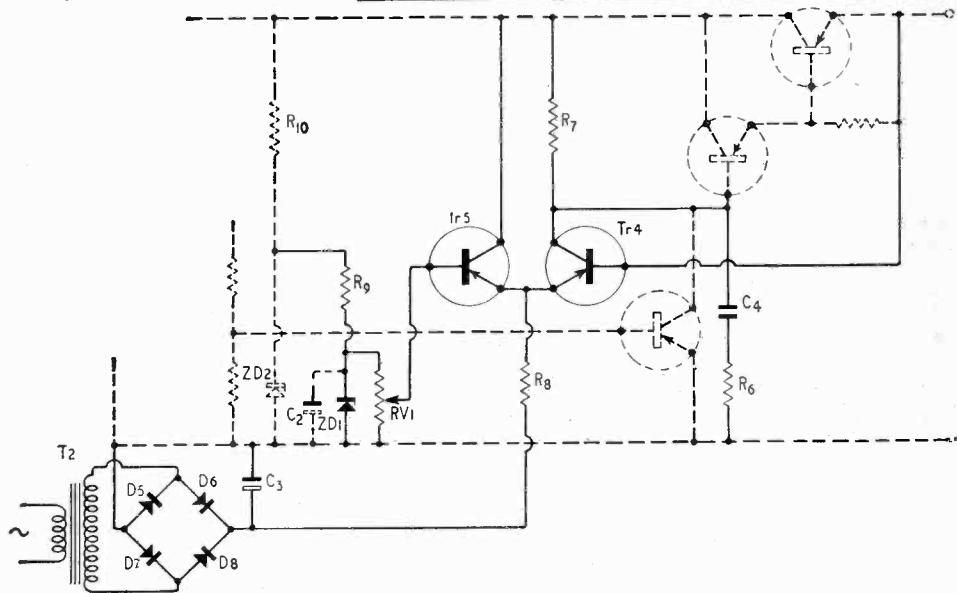 R10
R7
Tr5
Tr4
R9
C4
ZD2
R8
R6
C2
ZD1
RV1
T2
C3
D5
D6
~
D7
D8